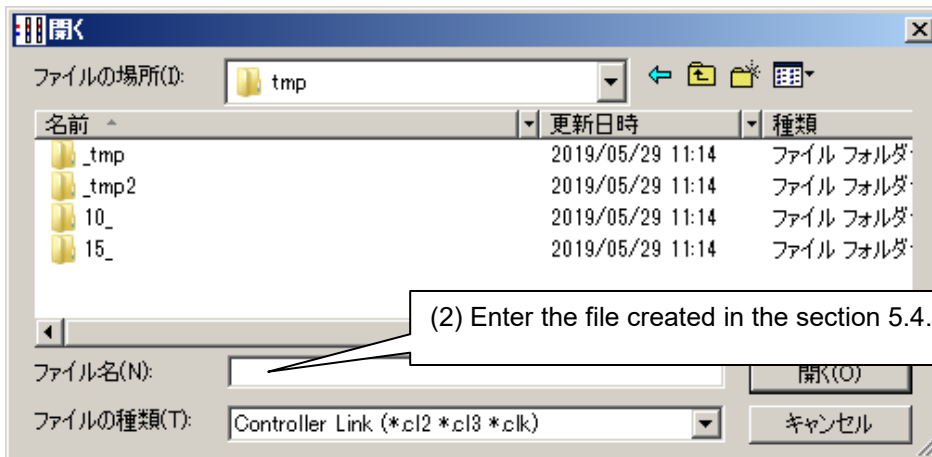 開く
ファイルの場所(I): tmp
名前 更新日時 種類
_tmp 2019/05/29 11:14 ファイル フォルダー
_tmp2 2019/05/29 11:14 ファイル フォルダー
10_ 2019/05/29 11:14 ファイル フォルダー
15_ 2019/05/29 11:14 ファイル フォルダー
(2) Enter the file created in the section 5.4.
ファイル名(N): 開く(O)
ファイルの種類(T): Controller Link (*.cl2 *.cl3 *.clk) キャンセル